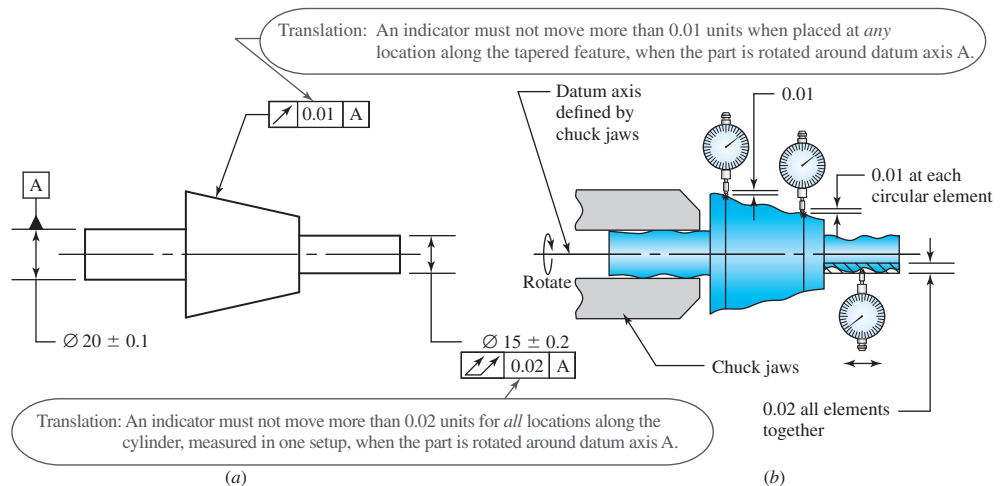 Translation: An indicator must not move more than 0.01 units when placed at any
location along the tapered feature, when the part is rotated around datum axis A.
0.01 A
A
Ø 20 ± 0.1
Ø 15 ± 0.2
0.02 A
Translation: An indicator must not move more than 0.02 units for all locations along the
cylinder, measured in one setup, when the part is rotated around datum axis A.
(a)
Datum axis
defined by
chuck jaws
0.01
0.01 at each
circular element
Rotate
Chuck jaws
0.02 all elements
together
(b)